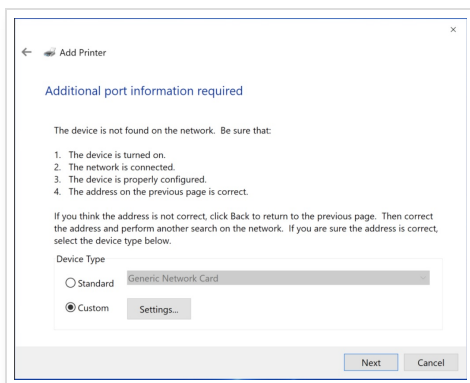 Add Printer
Additional port information required
The device is not found on the network. Be sure that:
1. The device is turned on.
2. The network is connected.
3. The device is properly configured.
4. The address on the previous page is correct.
If you think the address is not correct, click Back to return to the previous page. Then correct
the address and perform another search on the network. If you are sure the address is correct,
select the device type below.
Device Type
Standard
Generic Network Card
Custom
Settings...
Next
Cancel